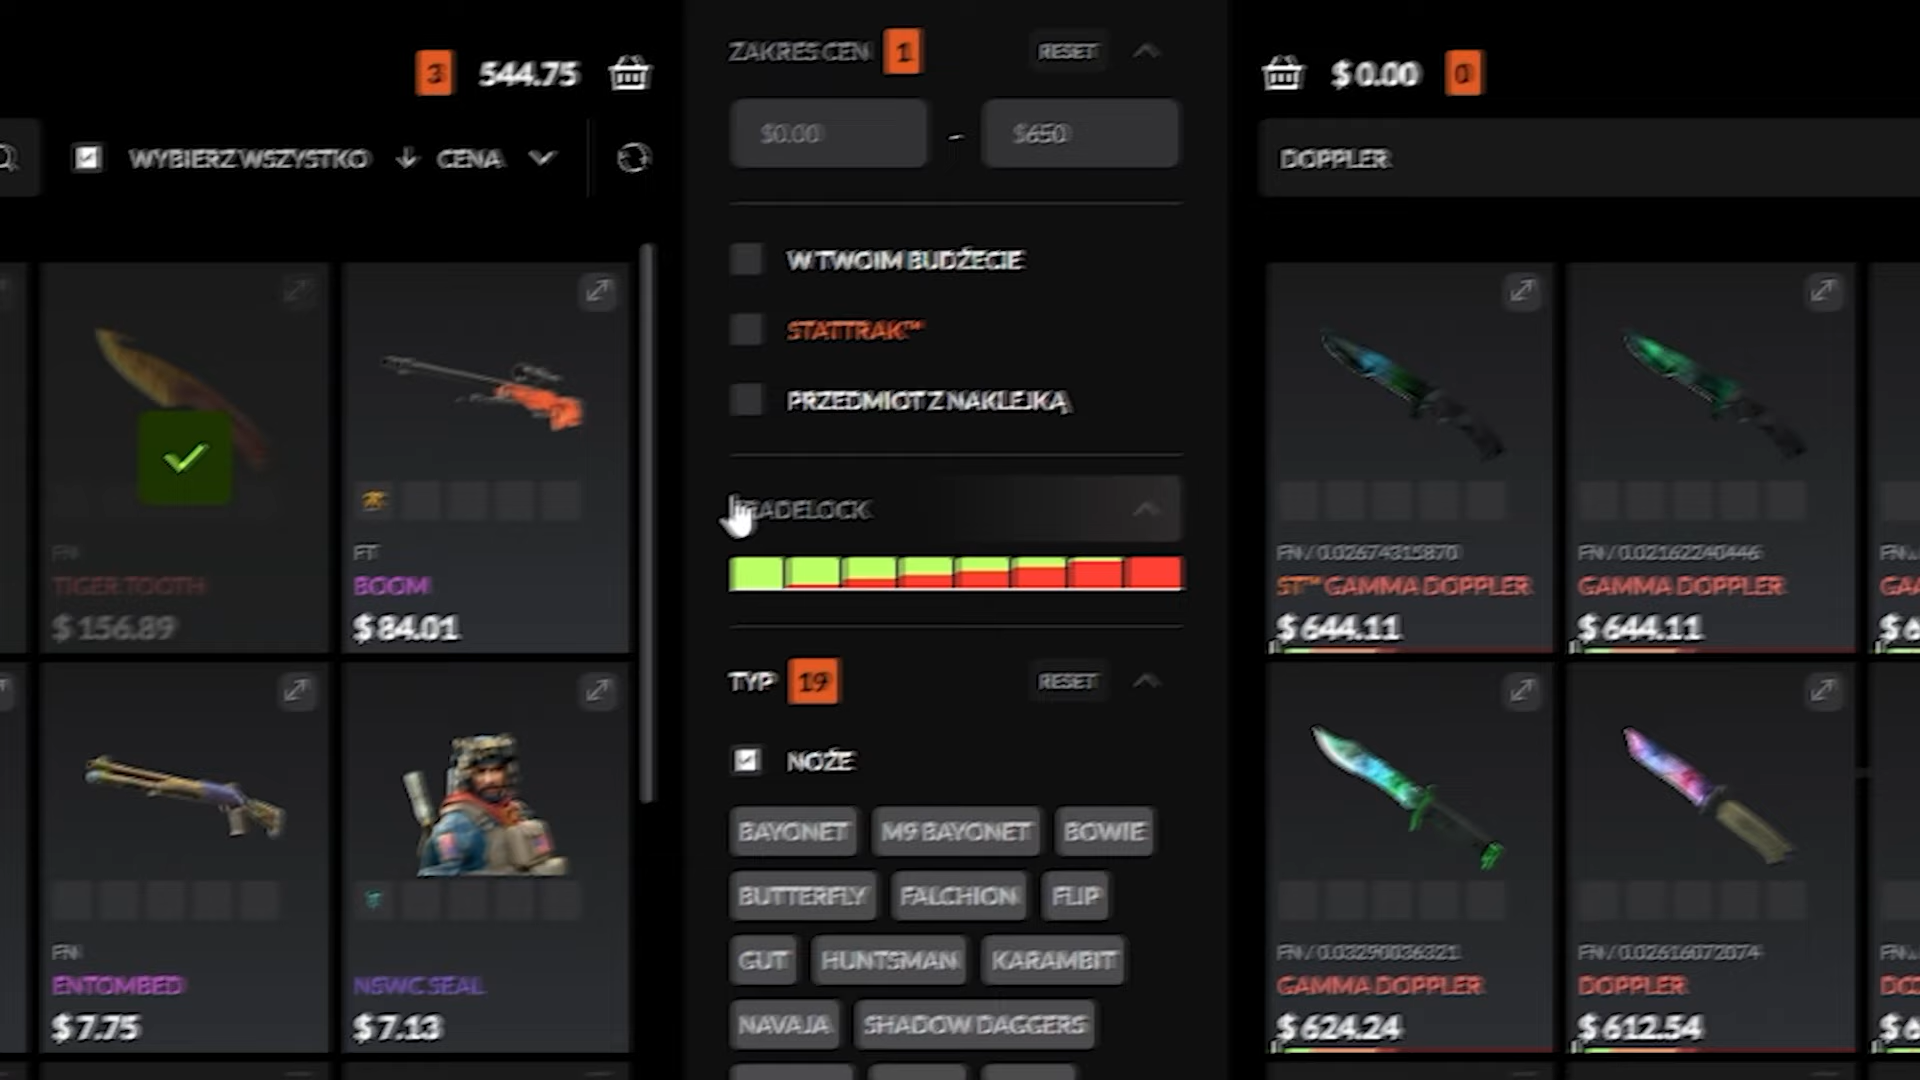 3 544.75
WYBIERZ WSZYSTKO CENA
FN
TIGER TOOTH
$ 156.89
FT
BOOM
$ 84.01
FN
ENTOMBED
$ 7.75
NSWC SEAL
$ 7.13
ZAKRES CEN 1 RESET
$0.00 - $650
W TWOIM BUDŻECIE
STATTRAK™
PRZEDMIOT Z NAKLEJKĄ
TRADELOCK
TYP 19 RESET
NOŻE
BAYONET M9 BAYONET BOWIE
BUTTERFLY FALCHION FLIP
GUT HUNTSMAN KARAMBIT
NAVAJA SHADOW DAGGERS
$ 0.00 0
DOPPLER
FN / 0.02674315870
ST™ GAMMA DOPPLER
$ 644.11
FN / 0.02162240446
GAMMA DOPPLER
$ 644.11
FN / 0.03290036321
GAMMA DOPPLER
$ 624.24
FN / 0.02616072074
DOPPLER
$ 612.54